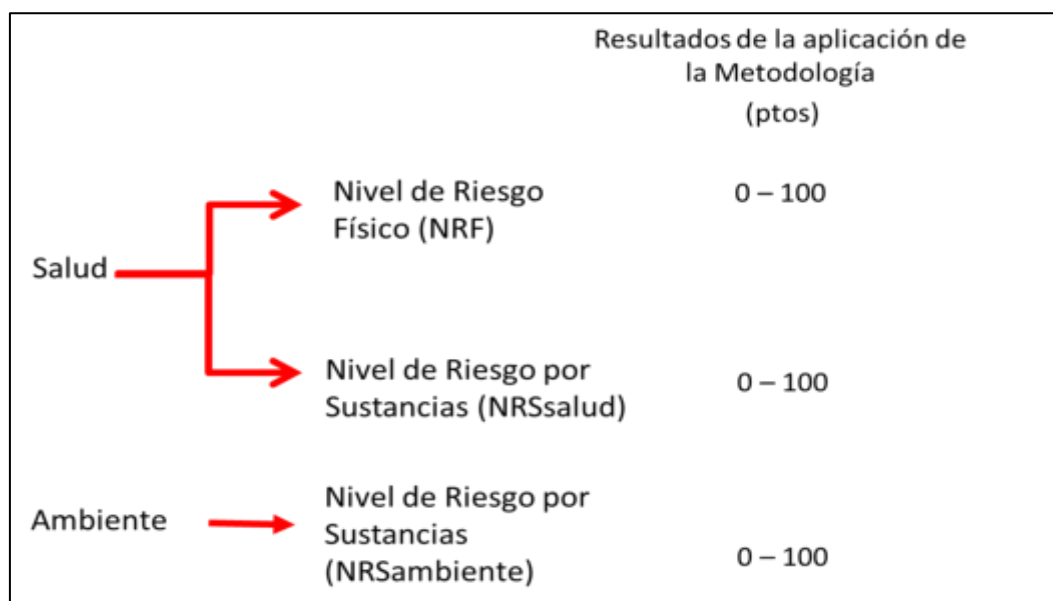 Resultados de la aplicación de
la Metodología
(ptos)
Salud
Nivel de Riesgo
Físico (NRF)
0 – 100
Nivel de Riesgo por
Sustancias (NRSsalud)
0 – 100
Ambiente
Nivel de Riesgo por
Sustancias
(NRSambiente)
0 – 100